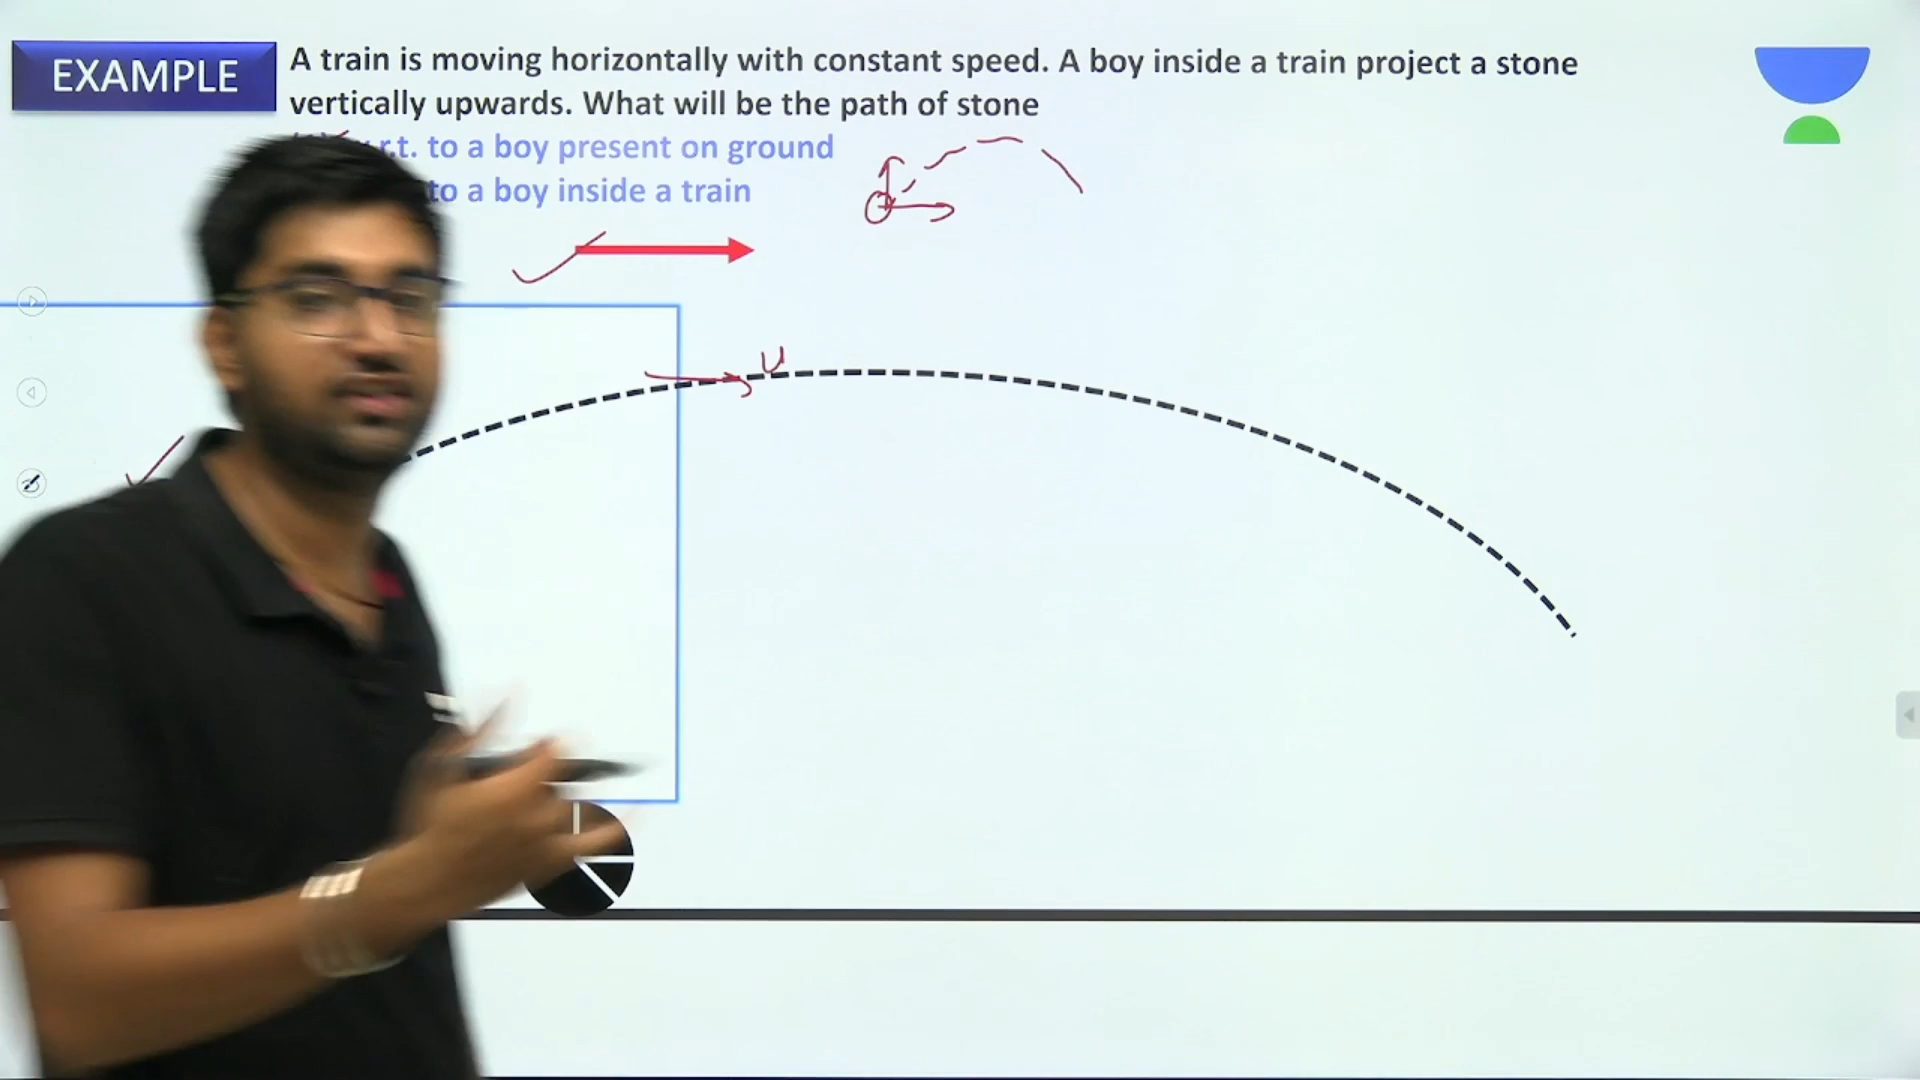 EXAMPLE
A train is moving horizontally with constant speed. A boy inside a train project a stone
vertically upwards. What will be the path of stone
r.t. to a boy present on ground
to a boy inside a train
u